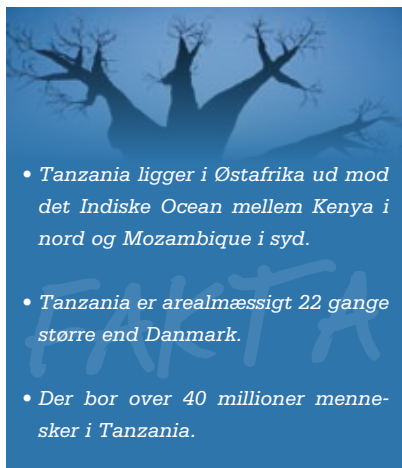 • Tanzania ligger i Østafrika ud mod
det Indiske Ocean mellem Kenya i
nord og Mozambique i syd.
• Tanzania er arealmæssigt 22 gange
større end Danmark.
FAKTA
• Der bor over 40 millioner menne-
sker i Tanzania.